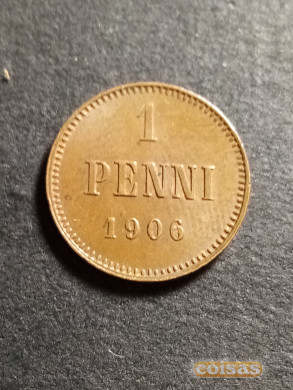 1
PENNI
1906
coisas